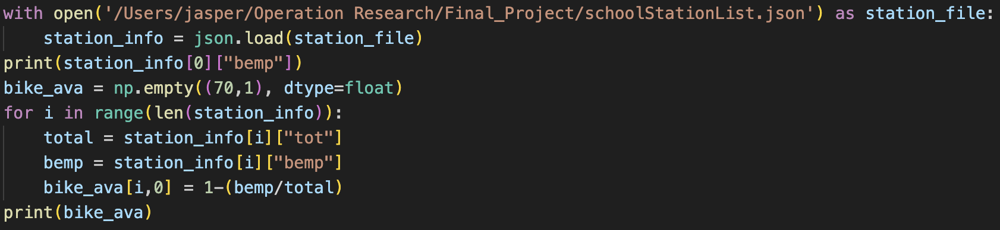 with open('/Users/jasper/Operation Research/Final_Project/schoolStationList.json') as station_file:
    station_info = json.load(station_file)
print(station_info[0]["bemp"])
bike_ava = np.empty((70,1), dtype=float)
for i in range(len(station_info)):
    total = station_info[i]["tot"]
    bemp = station_info[i]["bemp"]
    bike_ava[i,0] = 1-(bemp/total)
print(bike_ava)